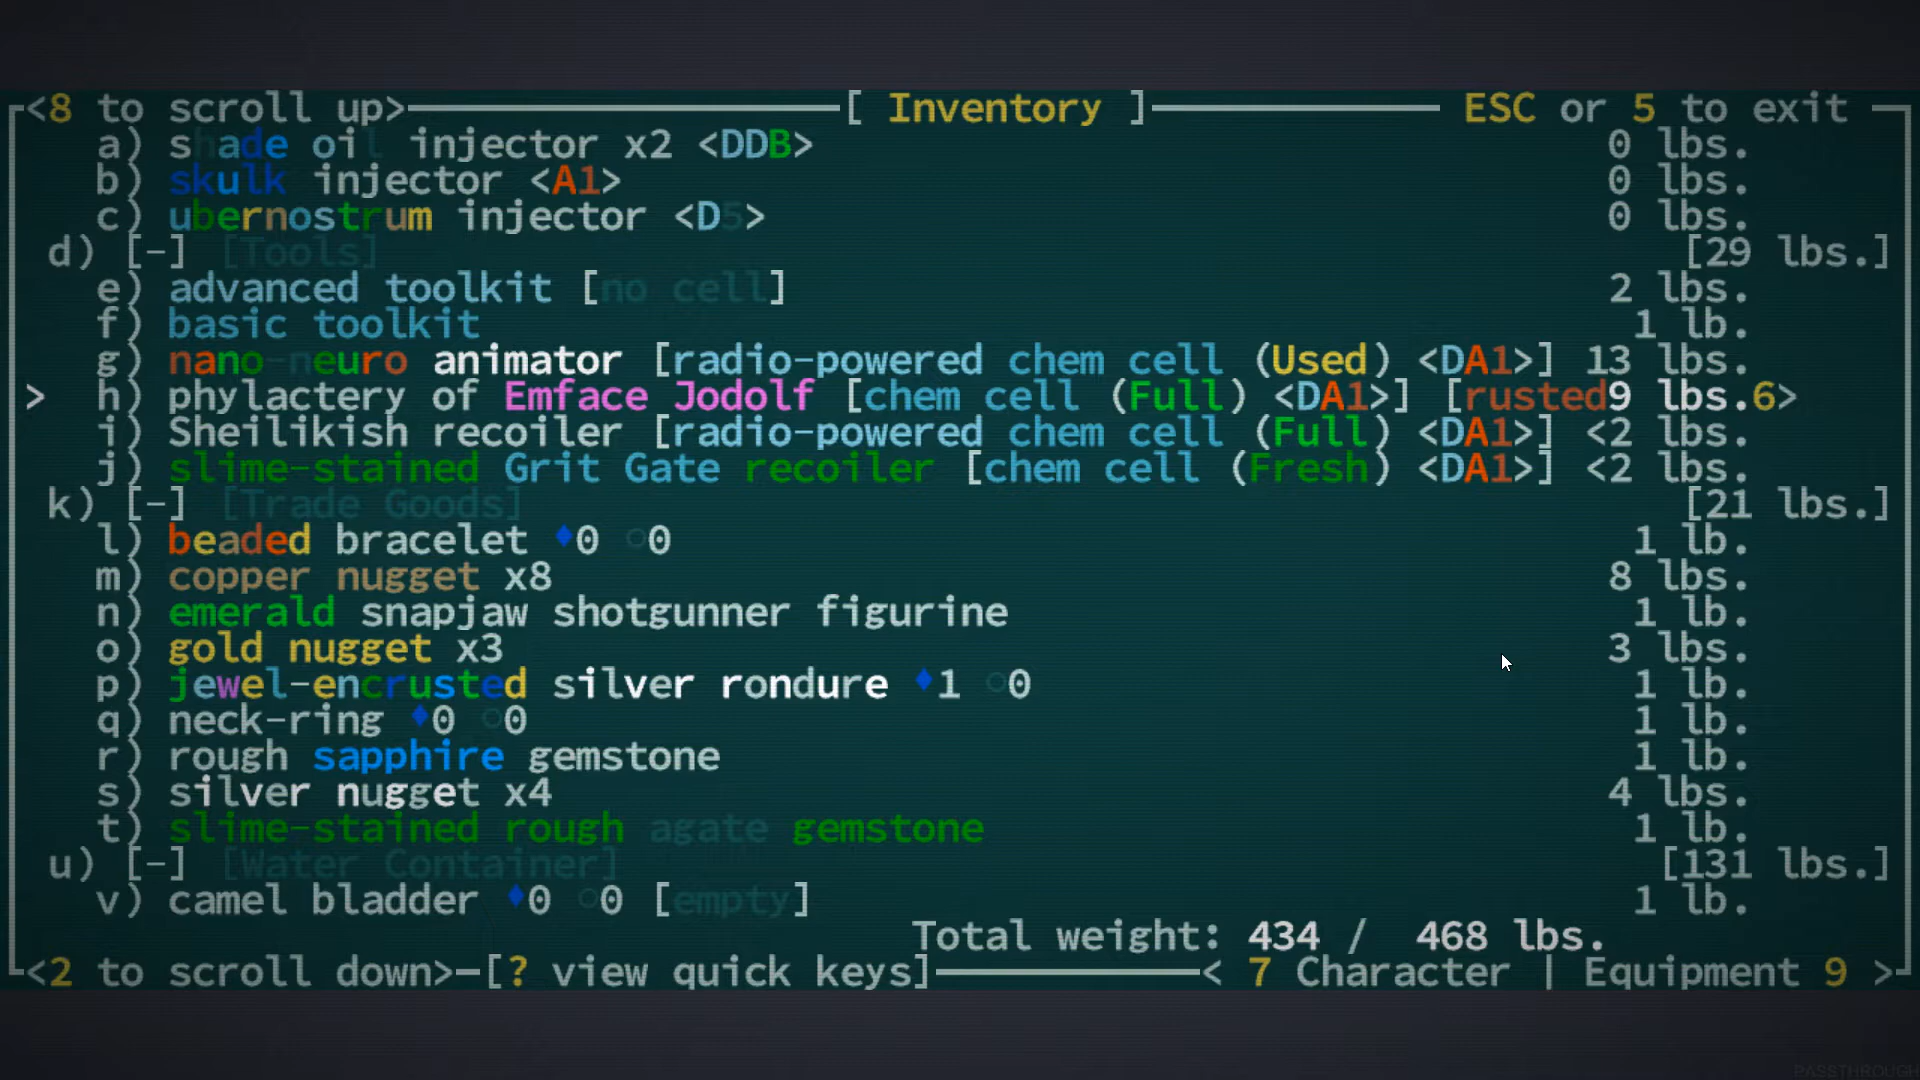 <8 to scroll up> [ Inventory ] ESC or 5 to exit
a) shade oil injector x2 <DDB> 0 lbs.
b) skulk injector <A1> 0 lbs.
c) ubernostrum injector <D5> 0 lbs.
d) [-] [Tools] [29 lbs.]
e) advanced toolkit [no cell] 2 lbs.
f) basic toolkit 1 lb.
g) nano-neuro animator [radio-powered chem cell (Used) <DA1>] 13 lbs.
> h) phylactery of Emface Jodolf [chem cell (Full) <DA1>] [rusted9 lbs.6>
i) Sheilikish recoiler [radio-powered chem cell (Full) <DA1>] <2 lbs.
j) slime-stained Grit Gate recoiler [chem cell (Fresh) <DA1>] <2 lbs.
k) [-] [Trade Goods] [21 lbs.]
l) beaded bracelet ♦0 ○0 1 lb.
m) copper nugget x8 8 lbs.
n) emerald snapjaw shotgunner figurine 1 lb.
o) gold nugget x3 3 lbs.
p) jewel-encrusted silver rondure ♦1 ○0 1 lb.
q) neck-ring ♦0 ○0 1 lb.
r) rough sapphire gemstone 1 lb.
s) silver nugget x4 4 lbs.
t) slime-stained rough agate gemstone 1 lb.
u) [-] [Water Container] [131 lbs.]
v) camel bladder ♦0 ○0 [empty] 1 lb.
Total weight: 434 / 468 lbs.
<2 to scroll down> [? view quick keys] < 7 Character | Equipment 9 >
PASSTHROUGH